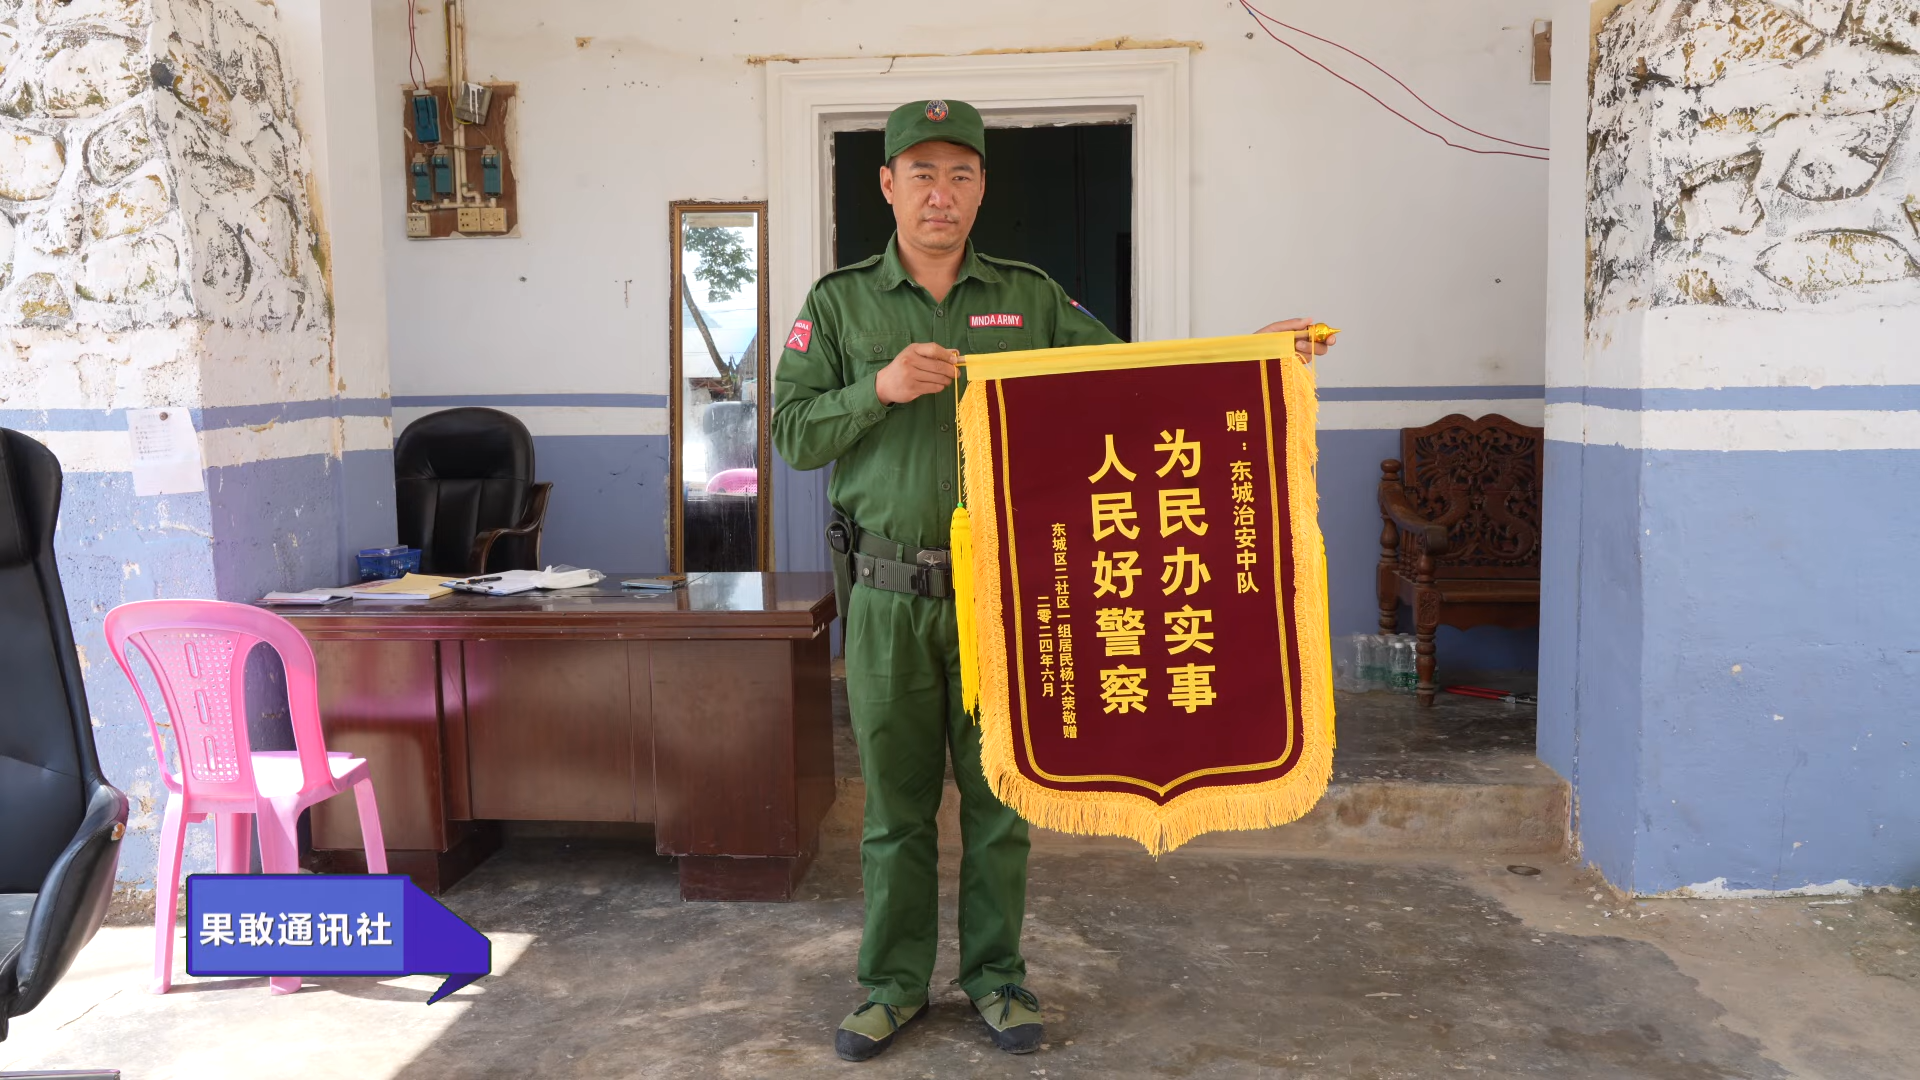 MNDAA
MNDA ARMY
赠：东城治安中队
为民办实事
人民好警察
东城区二社区一组居民杨大荣敬赠
二零二四年六月
果敢通讯社